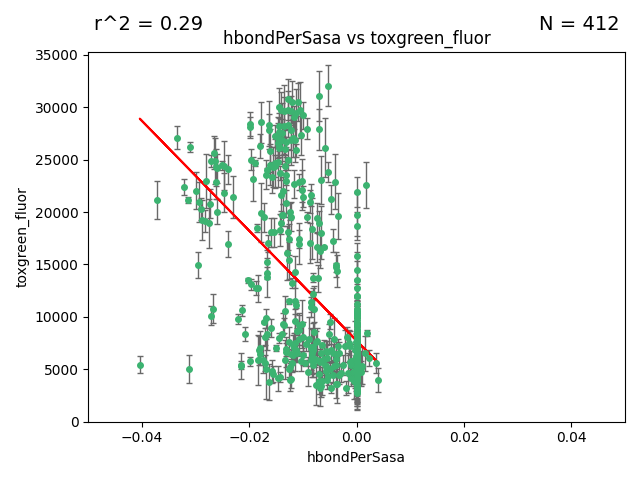 r^2 = 0.29
N = 412
hbondPerSasa vs toxgreen_fluor
35000
30000
25000
20000
15000
10000
5000
0
toxgreen_fluor
−0.04
−0.02
0.00
0.02
0.04
hbondPerSasa